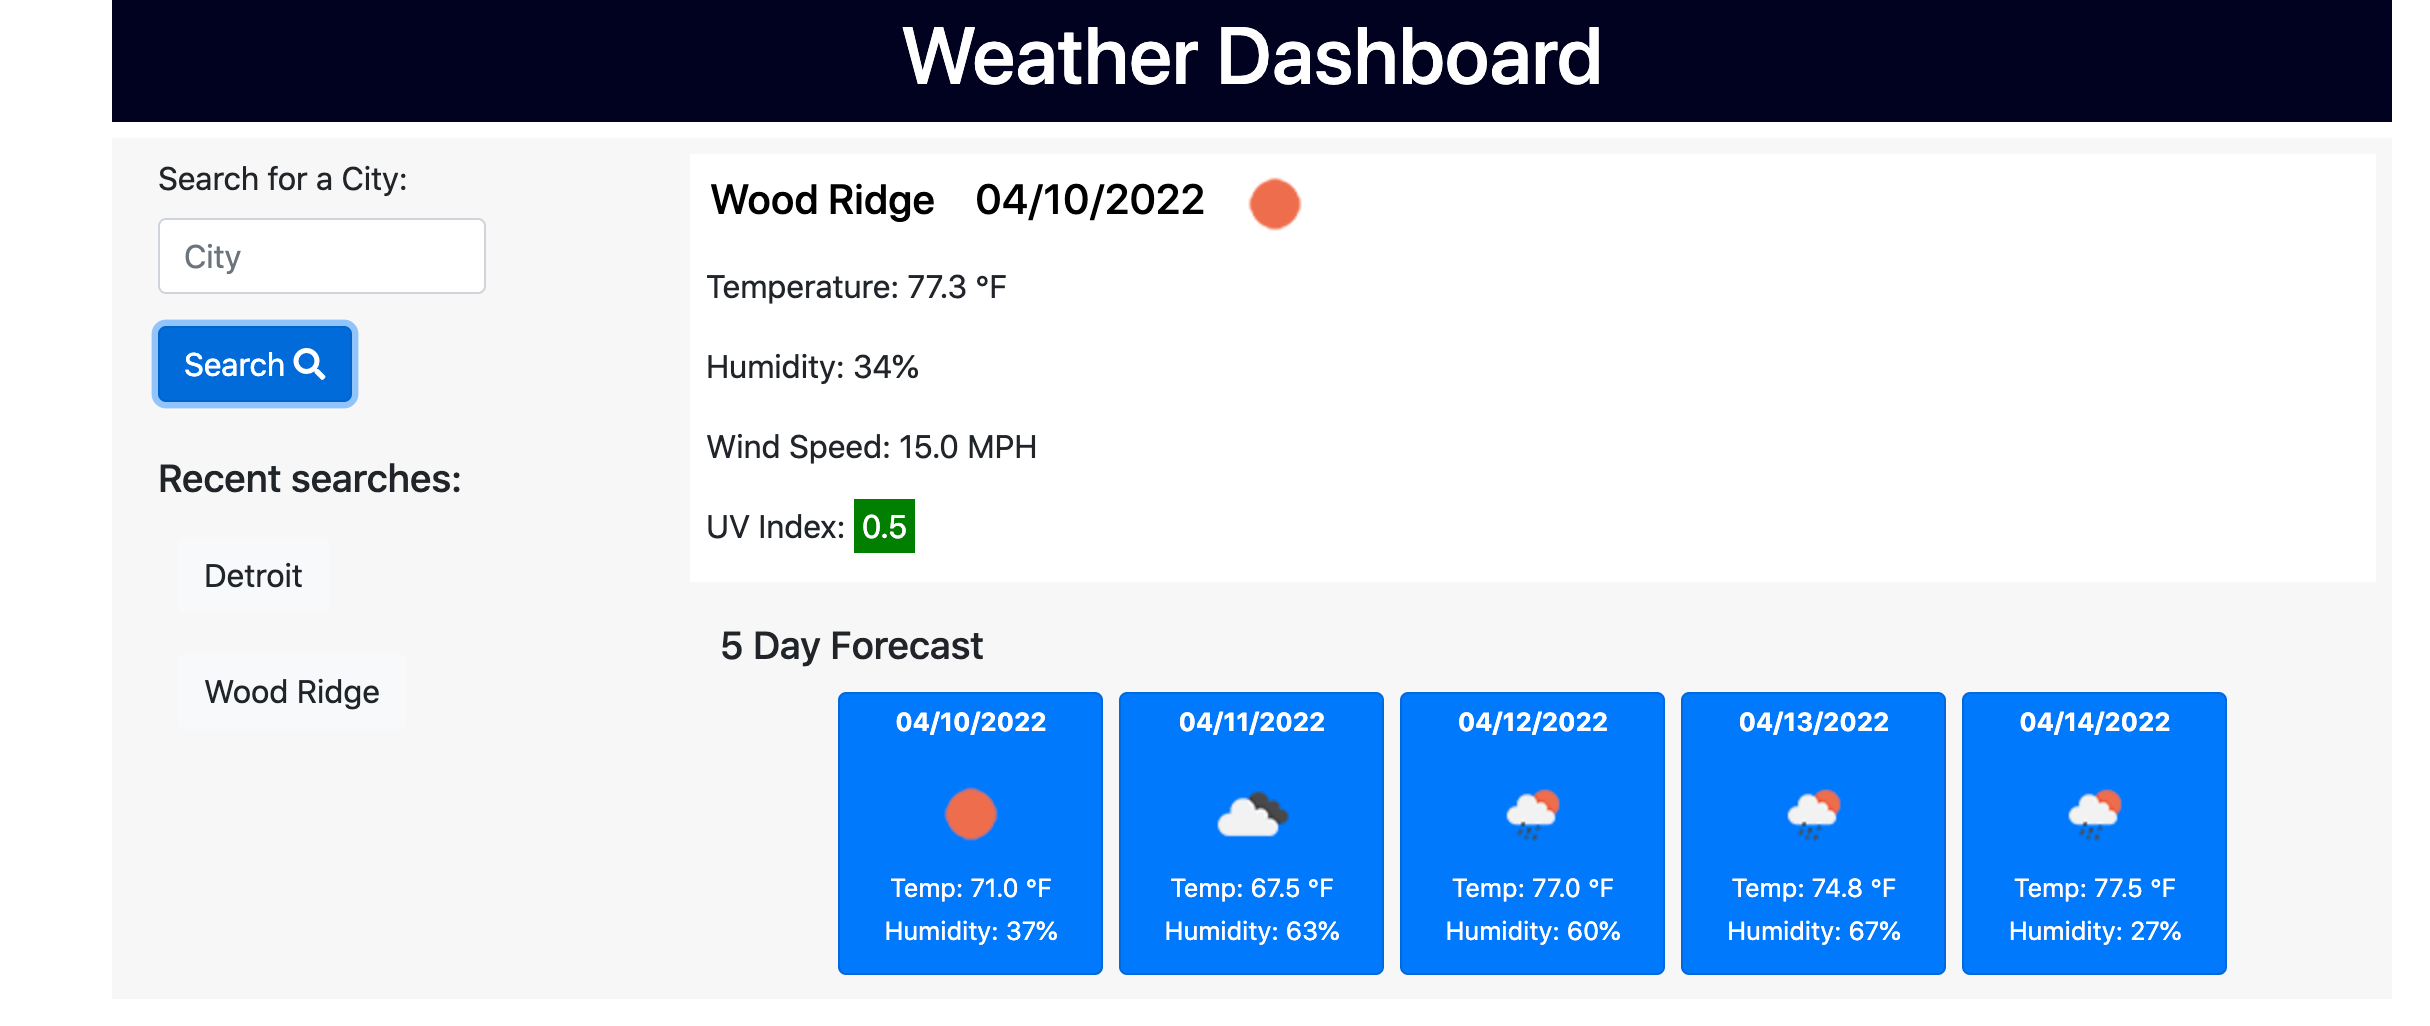 Weather Dashboard
Search for a City:
City
Search
Recent searches:
Detroit
Wood Ridge
Wood Ridge 04/10/2022
Temperature: 77.3 °F
Humidity: 34%
Wind Speed: 15.0 MPH
UV Index: 0.5
5 Day Forecast
04/10/2022
Temp: 71.0 °F
Humidity: 37%
04/11/2022
Temp: 67.5 °F
Humidity: 63%
04/12/2022
Temp: 77.0 °F
Humidity: 60%
04/13/2022
Temp: 74.8 °F
Humidity: 67%
04/14/2022
Temp: 77.5 °F
Humidity: 27%